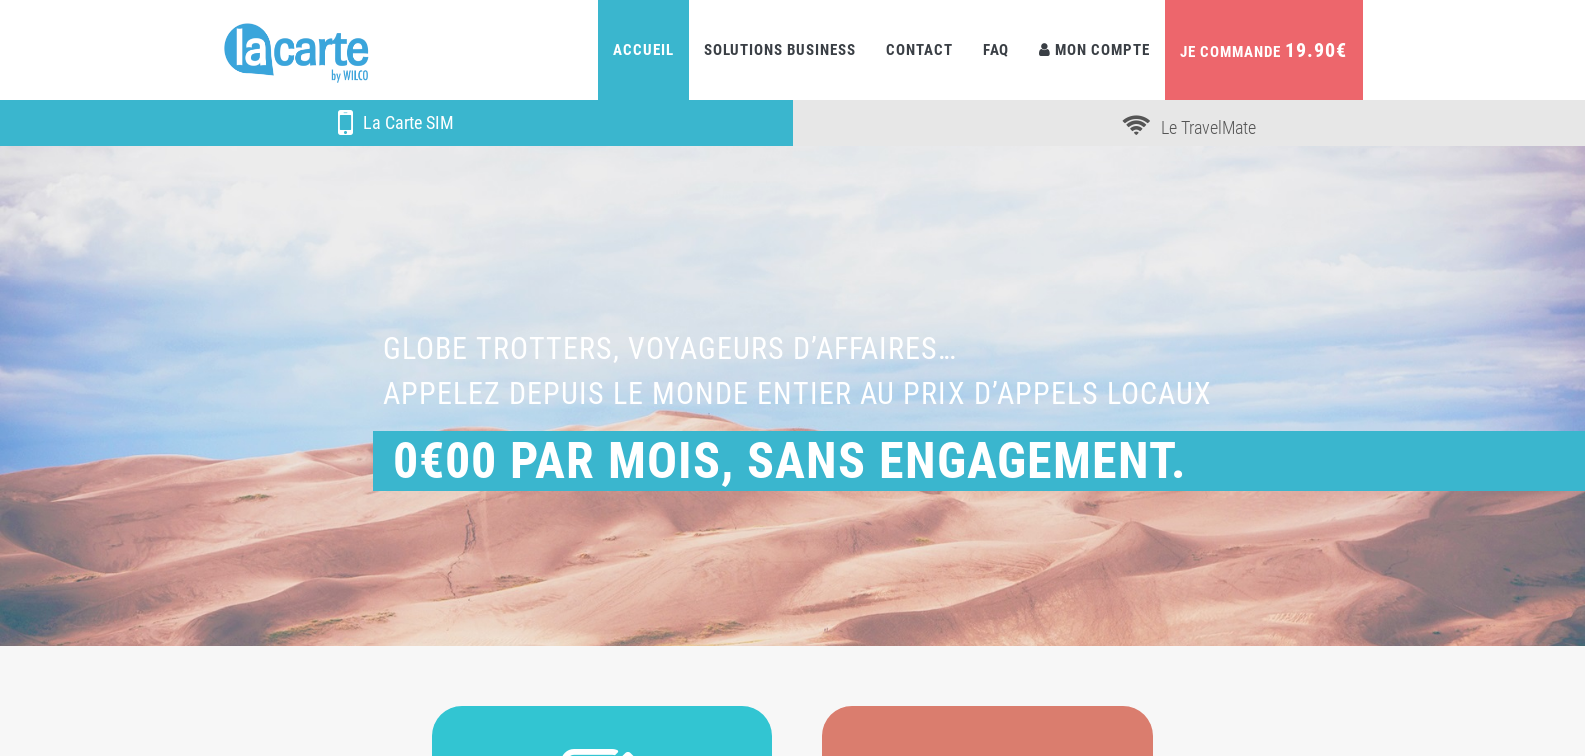 lacarte
by WILCO
ACCUEIL
SOLUTIONS BUSINESS
CONTACT
FAQ
MON COMPTE
JE COMMANDE 19.90€
La Carte SIM
Le TravelMate
GLOBE TROTTERS, VOYAGEURS D’AFFAIRES…
APPELEZ DEPUIS LE MONDE ENTIER AU PRIX D’APPELS LOCAUX
0€00 PAR MOIS, SANS ENGAGEMENT.